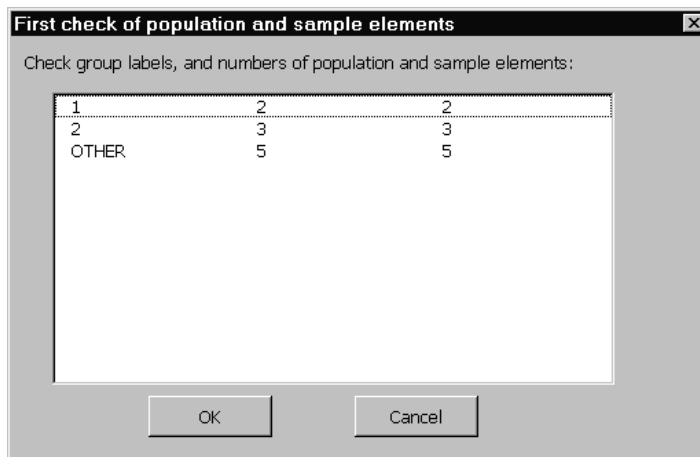 First check of population and sample elements
Check group labels, and numbers of population and sample elements:
1 2 2
2 3 3
OTHER 5 5
OK Cancel